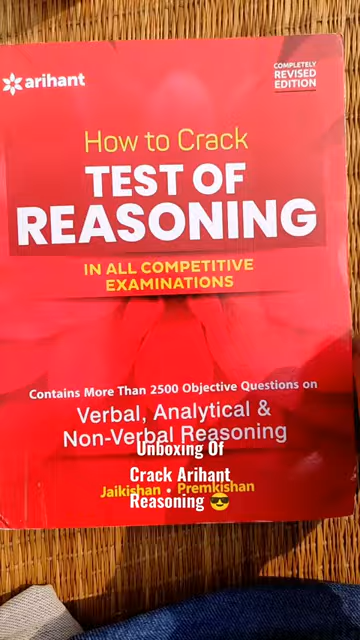 arihant
COMPLETELY
REVISED
EDITION
How to Crack
TEST OF
REASONING
IN ALL COMPETITIVE
EXAMINATIONS
Contains More Than 2500 Objective Questions on
Verbal, Analytical &
Non-Verbal Reasoning
Unboxing Of
Crack Arihant
Jaikishan • Premkishan
Reasoning 😎